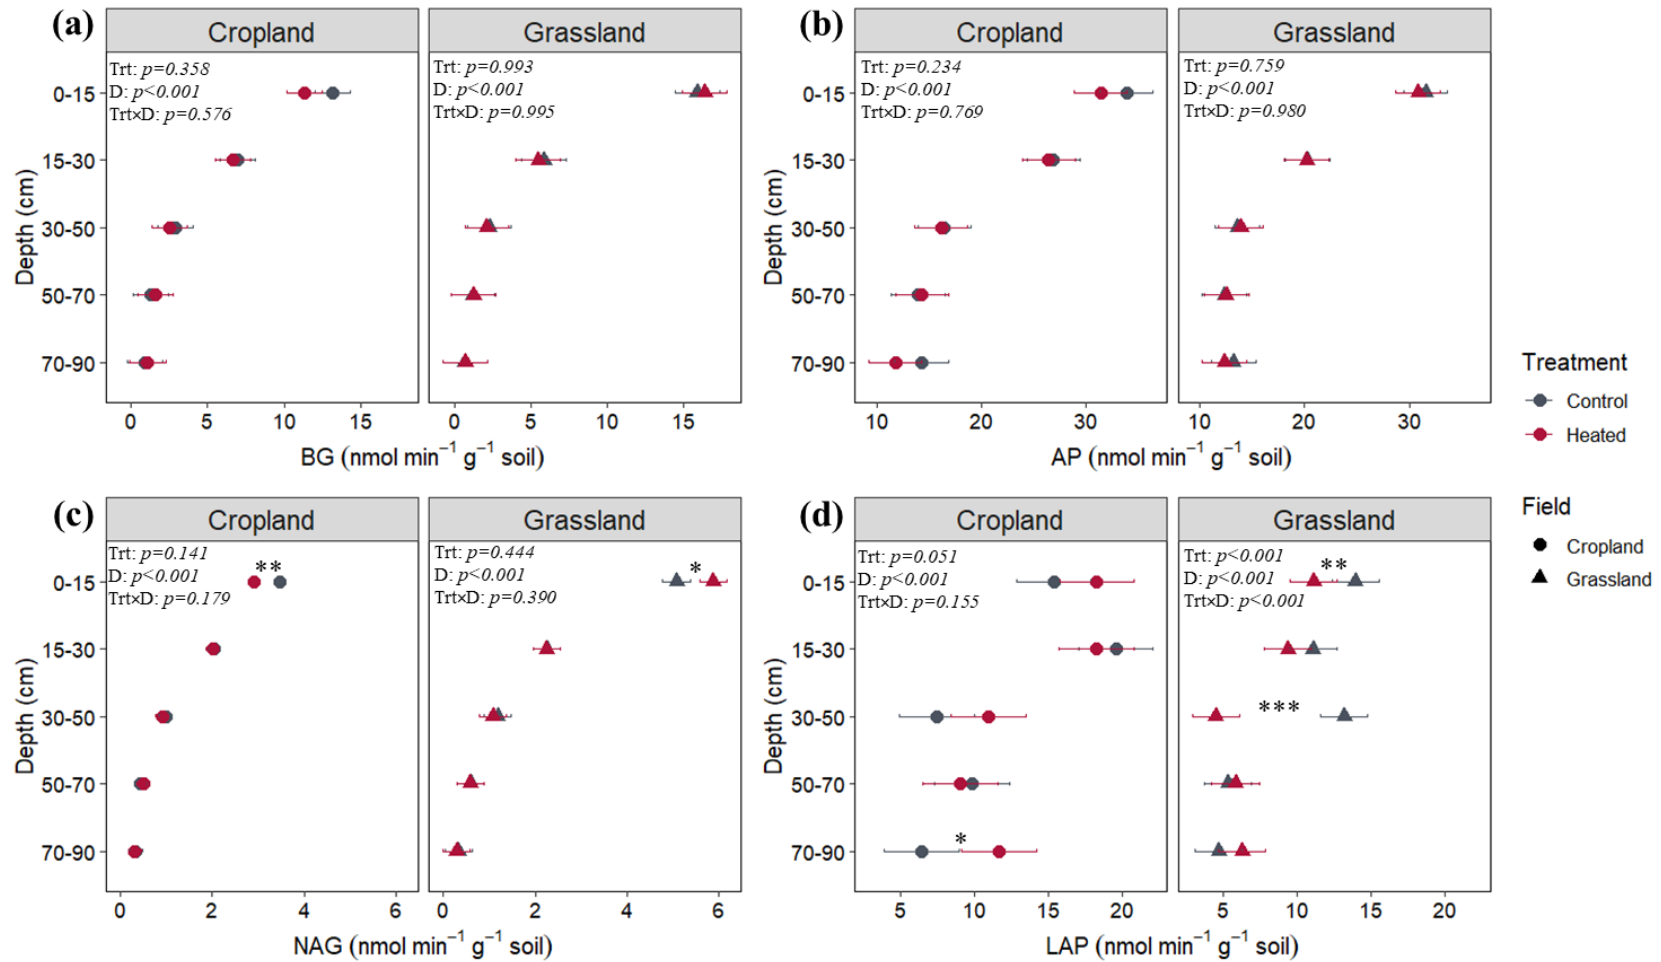 (a)
Cropland
Grassland
Trt: p=0.358
D: p<0.001
Trt×D: p=0.576
Trt: p=0.993
D: p<0.001
Trt×D: p=0.995
0-15
15-30
30-50
50-70
70-90
Depth (cm)
0 5 10 15
0 5 10 15
BG (nmol min⁻¹ g⁻¹ soil)
(b)
Cropland
Grassland
Trt: p=0.234
D: p<0.001
Trt×D: p=0.769
Trt: p=0.759
D: p<0.001
Trt×D: p=0.980
0-15
15-30
30-50
50-70
70-90
Depth (cm)
10 20 30
10 20 30
AP (nmol min⁻¹ g⁻¹ soil)
Treatment
Control
Heated
Field
Cropland
Grassland
(c)
Cropland
Grassland
Trt: p=0.141
D: p<0.001
Trt×D: p=0.179
**
Trt: p=0.444
D: p<0.001
Trt×D: p=0.390
*
0-15
15-30
30-50
50-70
70-90
Depth (cm)
0 2 4 6
0 2 4 6
NAG (nmol min⁻¹ g⁻¹ soil)
(d)
Cropland
Grassland
Trt: p=0.051
D: p<0.001
Trt×D: p=0.155
*
Trt: p<0.001
D: p<0.001
Trt×D: p<0.001
**
***
0-15
15-30
30-50
50-70
70-90
Depth (cm)
5 10 15 20
5 10 15 20
LAP (nmol min⁻¹ g⁻¹ soil)